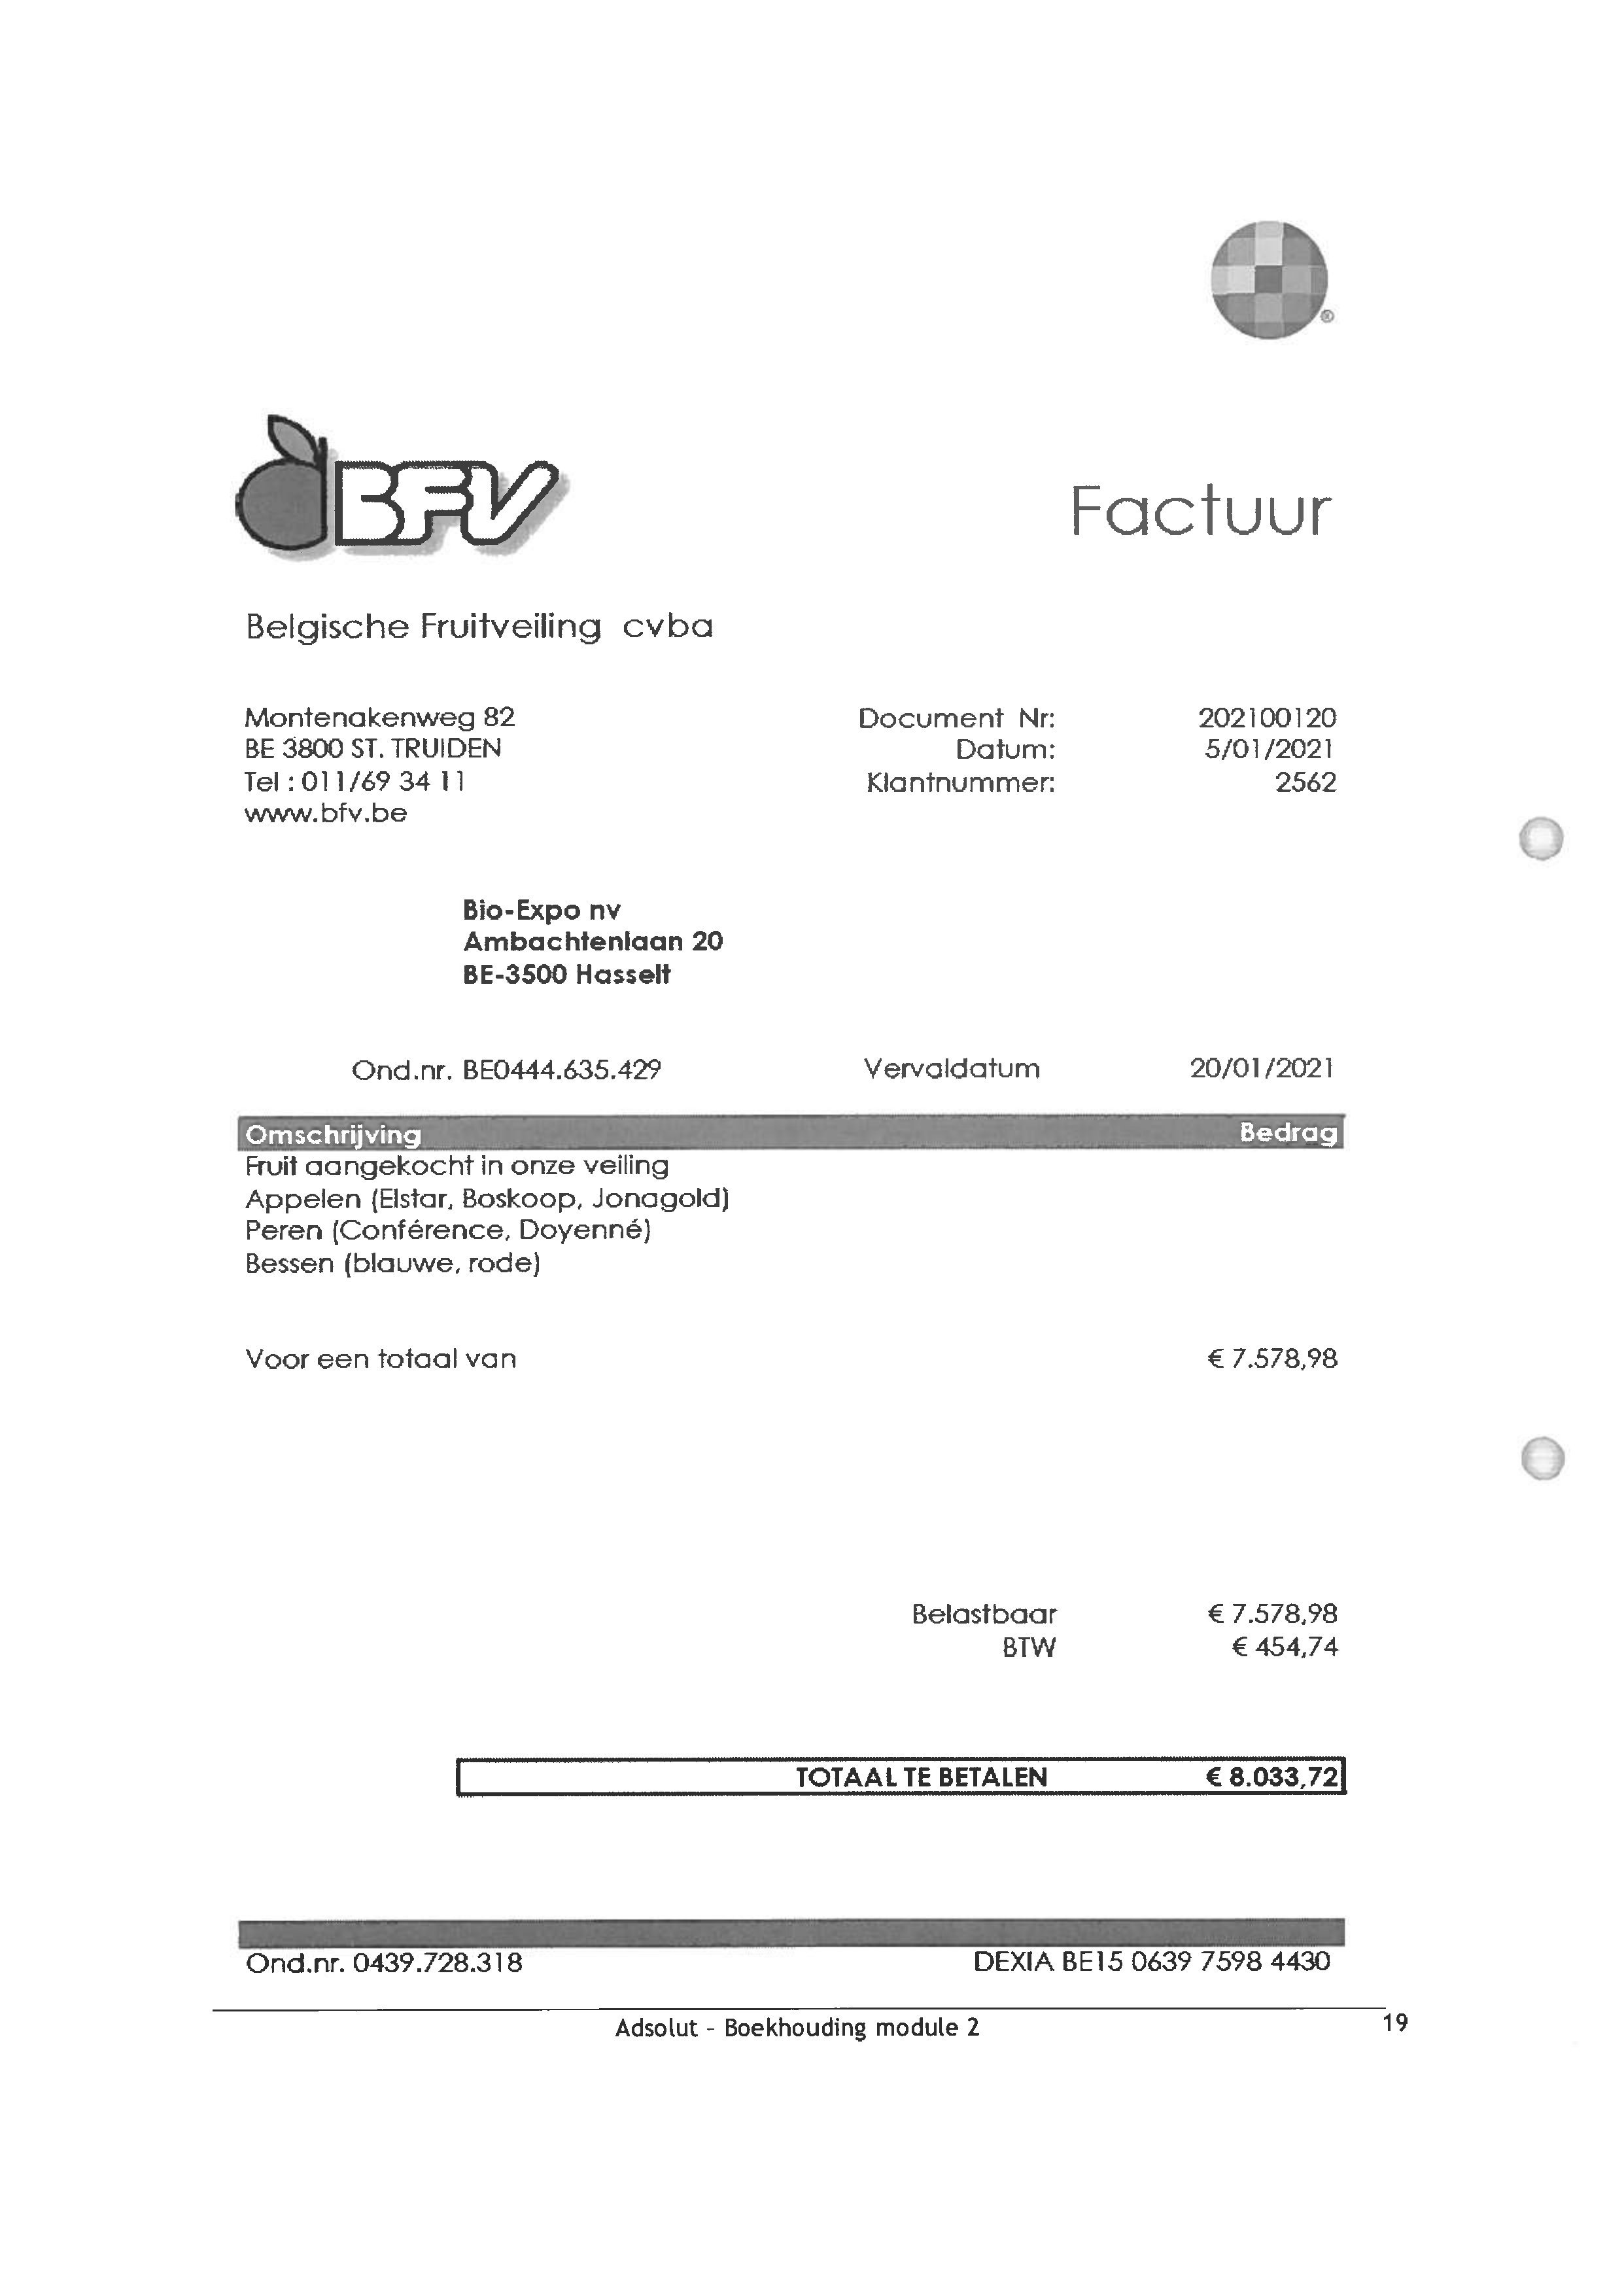 ®
BFV
Factuur
Belgische Fruitveiling cvba
Montenakenweg 82
BE 3800 ST. TRUIDEN
Tel : 011/69 34 11
www.bfv.be
Document Nr: 202100120
Datum: 5/01/2021
Klantnummer: 2562
Bio-Expo nv
Ambachtenlaan 20
BE-3500 Hasselt
Ond.nr. BE0444.635.429 Vervaldatum 20/01/2021
Omschrijving Bedrag
Fruit aangekocht in onze veiling
Appelen (Elstar, Boskoop, Jonagold)
Peren (Conférence, Doyenné)
Bessen (blauwe, rode)
Voor een totaal van € 7.578,98
Belastbaar € 7.578,98
BTW € 454,74
TOTAAL TE BETALEN € 8.033,72
Ond.nr. 0439.728.318 DEXIA BE15 0639 7598 4430
Adsolut - Boekhouding module 2 19